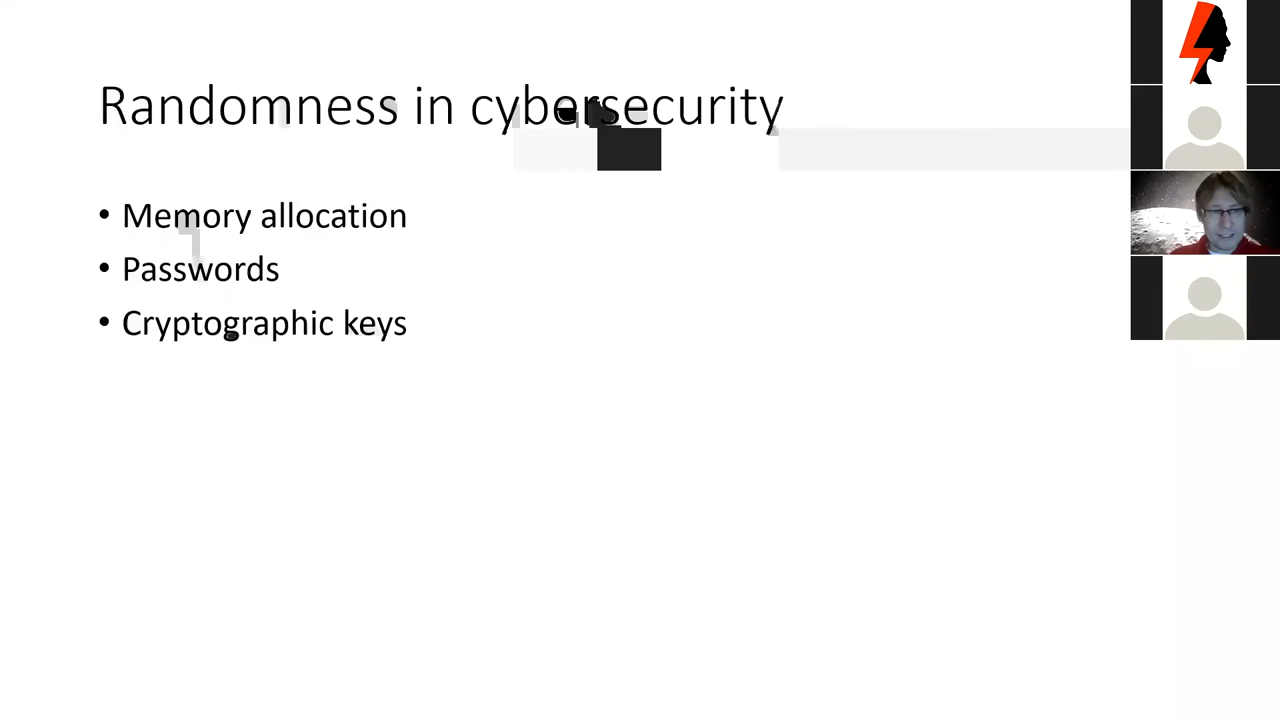 Randomness in cybersecurity
• Memory allocation
• Passwords
• Cryptographic keys